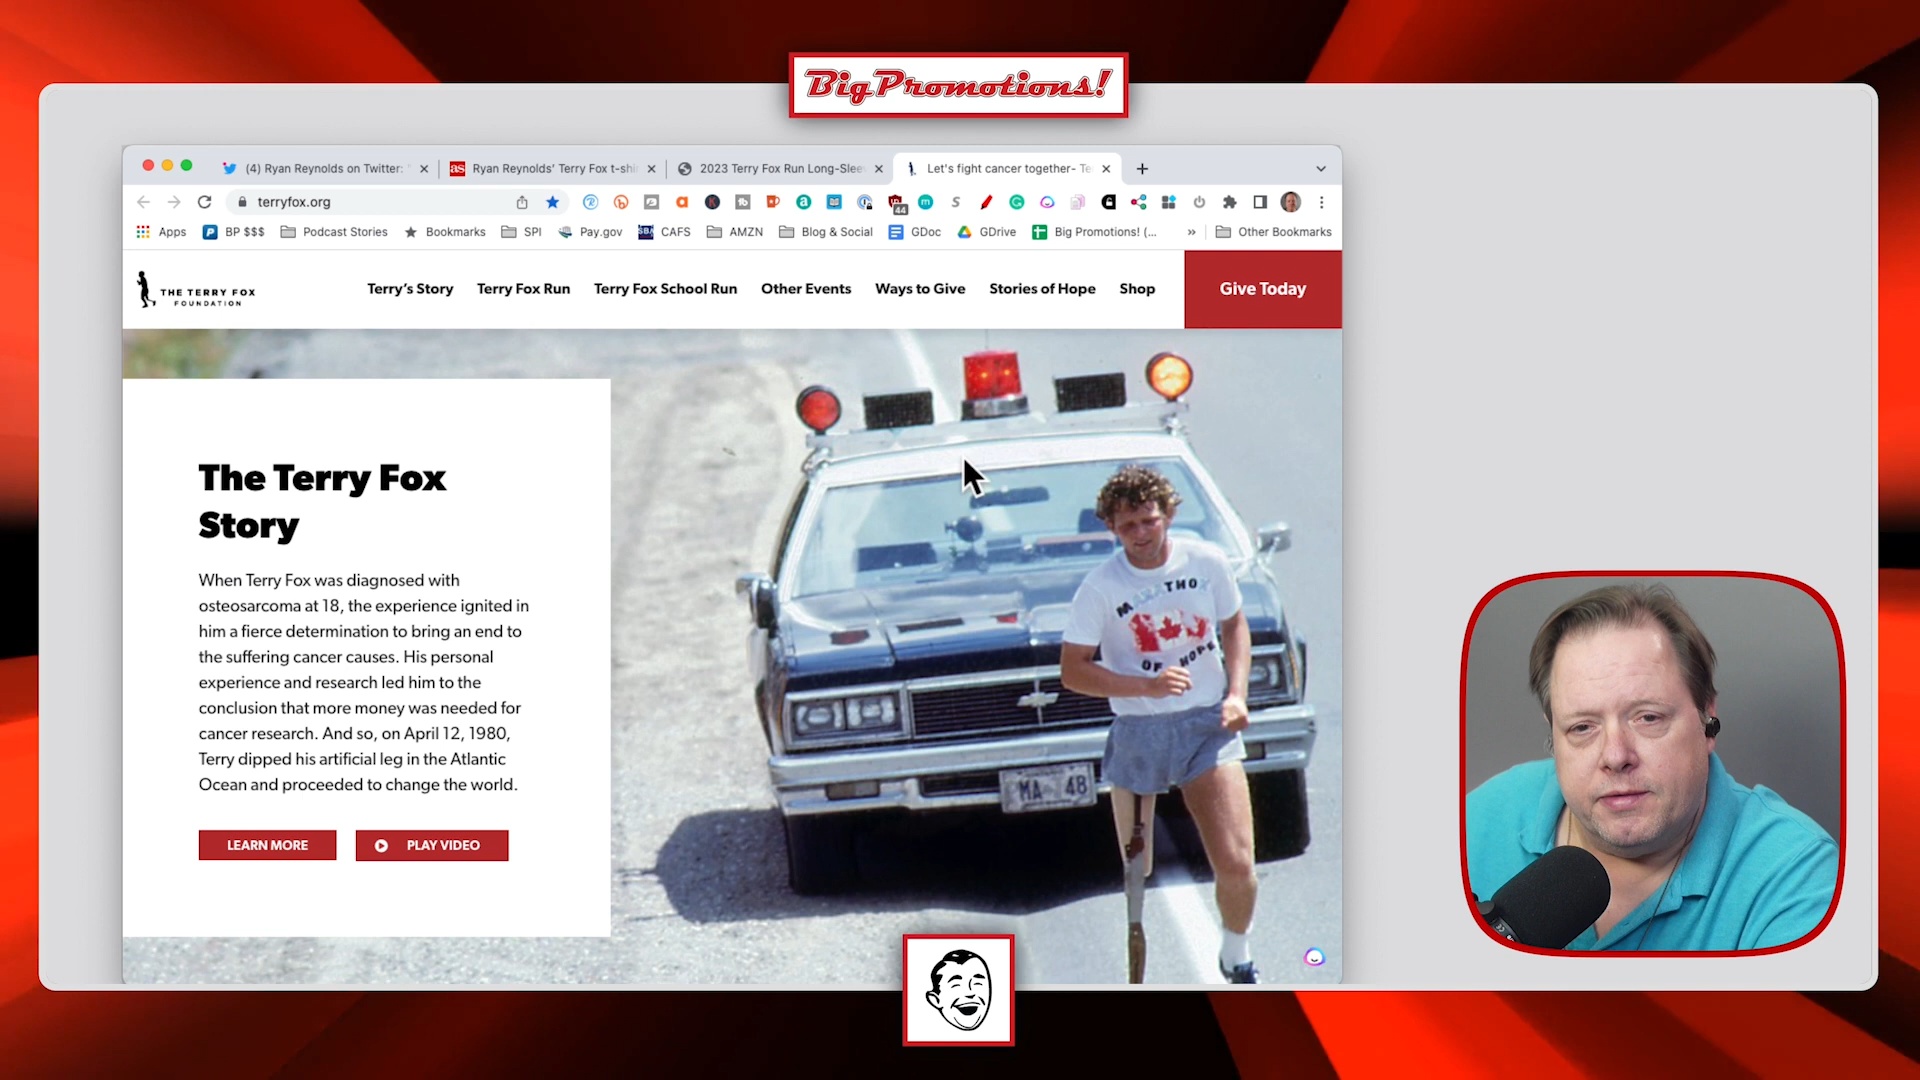 Big Promotions!
(4) Ryan Reynolds on Twitter: "
Ryan Reynolds' Terry Fox t-shi
2023 Terry Fox Run Long-Slee
Let's fight cancer together- Te
terryfox.org
44
Apps
BP $$$
Podcast Stories
Bookmarks
SPI
Pay.gov
SBA
CAFS
AMZN
Blog & Social
GDoc
GDrive
Big Promotions! (...
»
Other Bookmarks
THE TERRY FOX
FOUNDATION
Terry's Story
Terry Fox Run
Terry Fox School Run
Other Events
Ways to Give
Stories of Hope
Shop
Give Today
The Terry Fox
Story
When Terry Fox was diagnosed with
osteosarcoma at 18, the experience ignited in
him a fierce determination to bring an end to
the suffering cancer causes. His personal
experience and research led him to the
conclusion that more money was needed for
cancer research. And so, on April 12, 1980,
Terry dipped his artificial leg in the Atlantic
Ocean and proceeded to change the world.
LEARN MORE
PLAY VIDEO
MARATHON
OF HOPE
MA 48